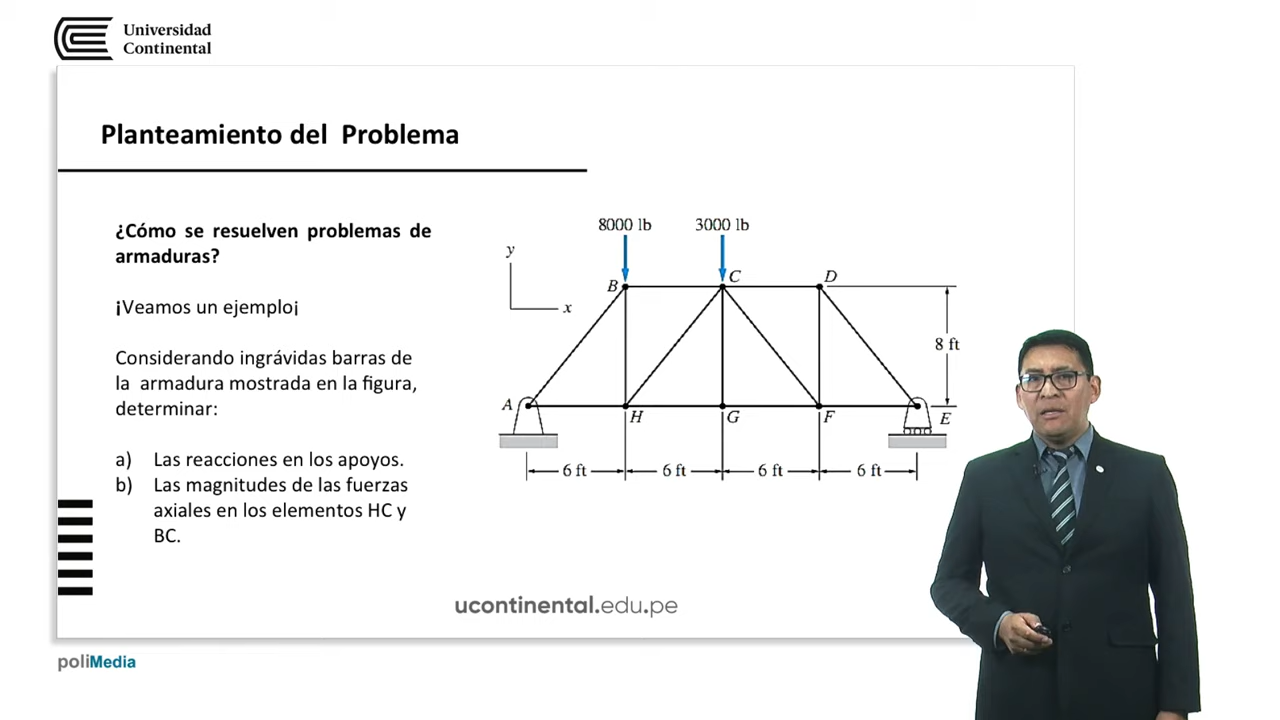 Universidad
Continental
Planteamiento del Problema
¿Cómo se resuelven problemas de
armaduras?
¡Veamos un ejemplo¡
Considerando ingrávidas barras de
la armadura mostrada en la figura,
determinar:
a) Las reacciones en los apoyos.
b) Las magnitudes de las fuerzas
axiales en los elementos HC y
BC.
8000 lb 3000 lb
y
x
B C D
8 ft
A H G F E
6 ft 6 ft 6 ft 6 ft
ucontinental.edu.pe
poliMedia